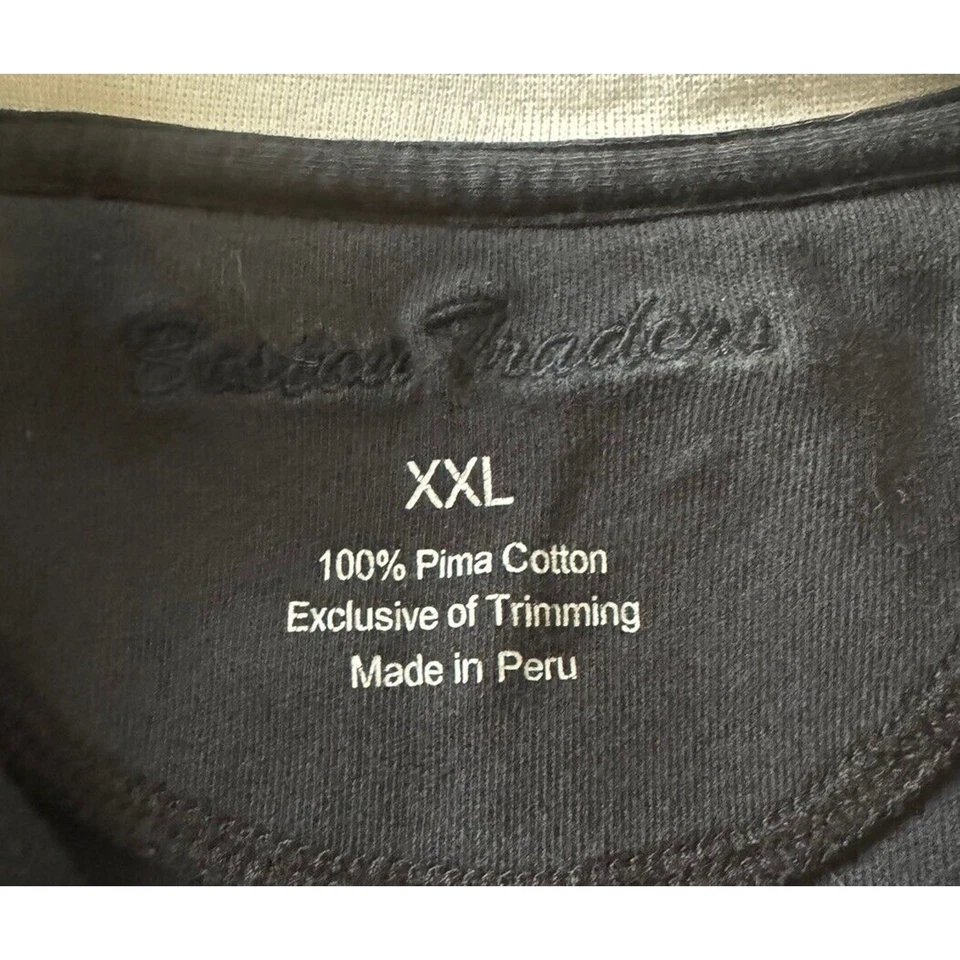 Boston Traders
XXL
100% Pima Cotton
Exclusive of Trimming
Made in Peru